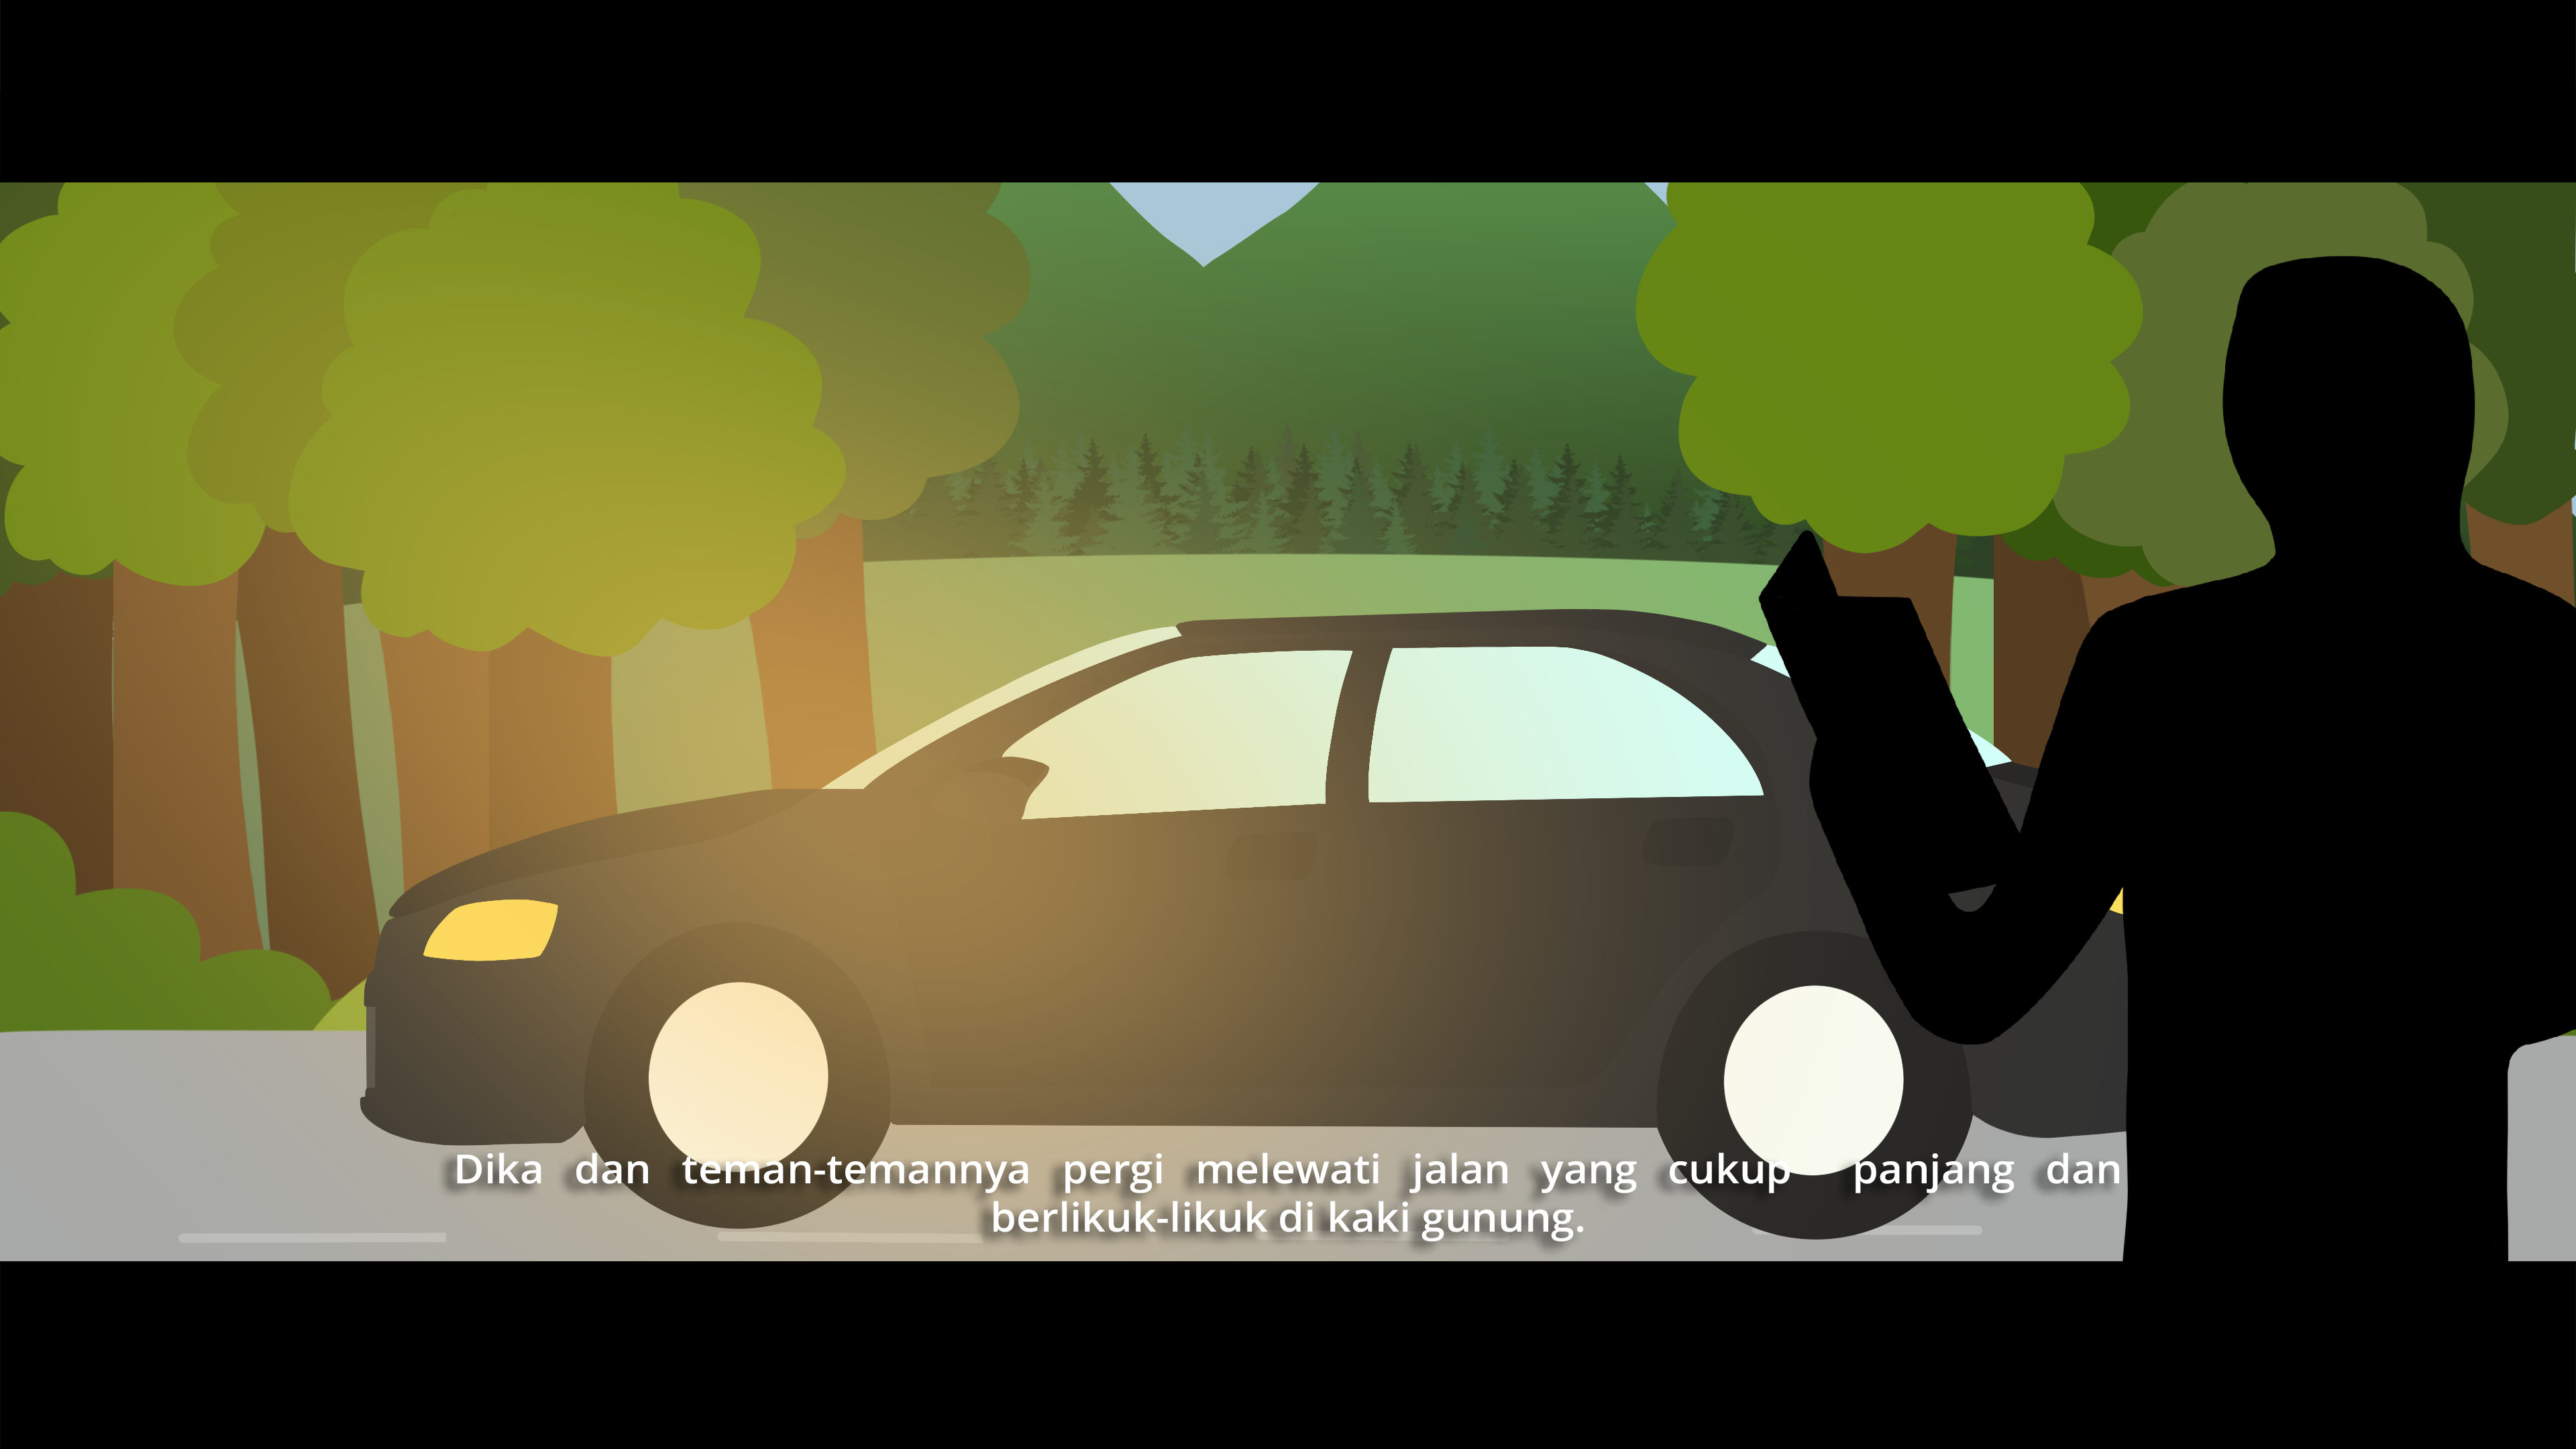 Dika dan teman-temannya pergi melewati jalan yang cukup panjang dan
berlikuk-likuk di kaki gunung.